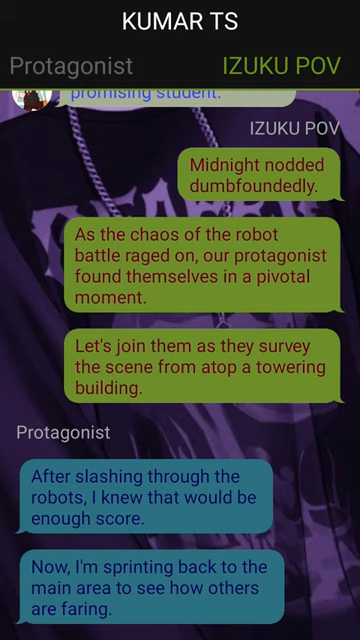 KUMAR TS
Protagonist
IZUKU POV
promising student.
IZUKU POV
Midnight nodded
dumbfoundedly.
As the chaos of the robot
battle raged on, our protagonist
found themselves in a pivotal
moment.
Let's join them as they survey
the scene from atop a towering
building.
Protagonist
After slashing through the
robots, I knew that would be
enough score.
Now, I'm sprinting back to the
main area to see how others
are faring.